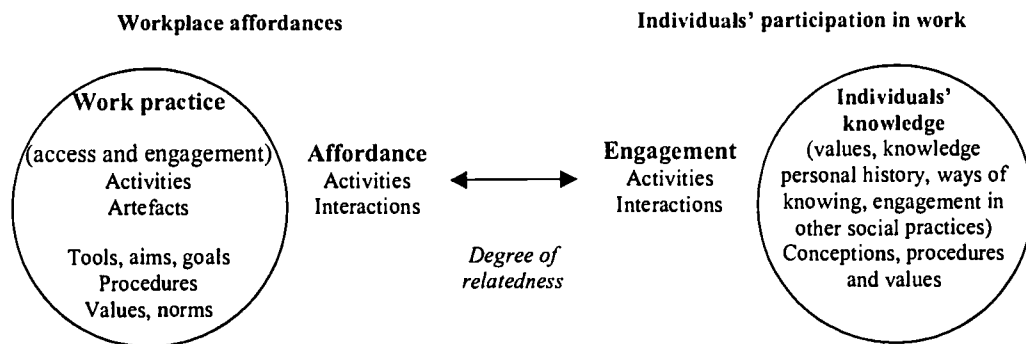 Workplace affordances
Individuals' participation in work
Work practice
(access and engagement)
Activities
Artefacts
Tools, aims, goals
Procedures
Values, norms
Affordance
Activities
Interactions
Degree of
relatedness
Engagement
Activities
Interactions
Individuals'
knowledge
(values, knowledge
personal history, ways of
knowing, engagement in
other social practices)
Conceptions, procedures
and values